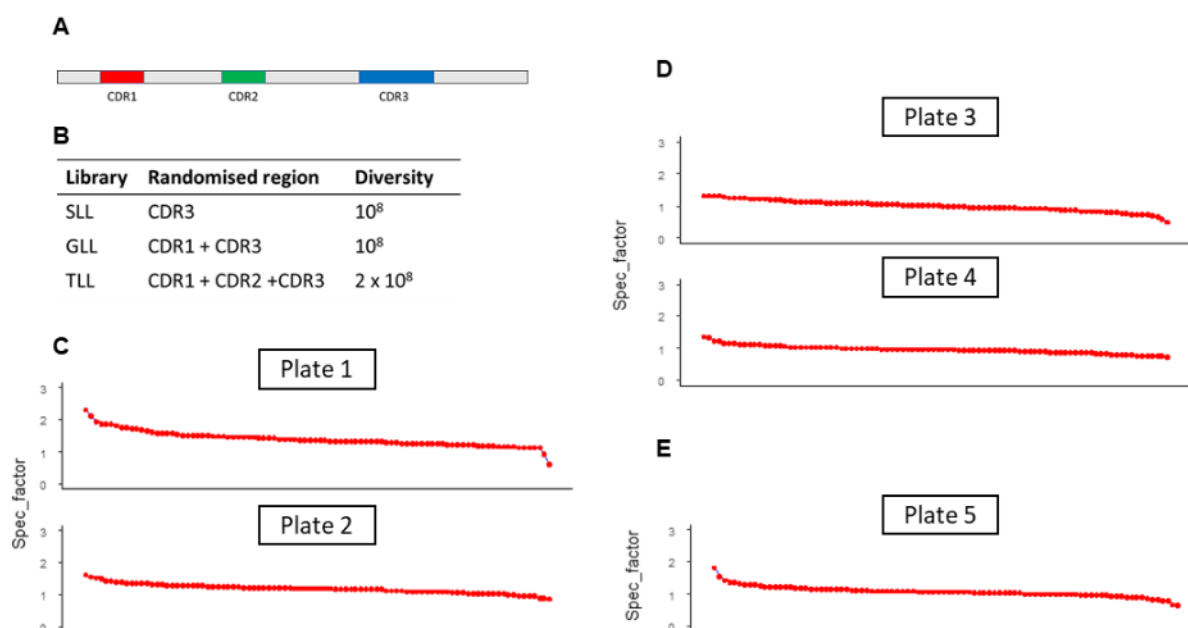 A
CDR1 CDR2 CDR3
B
Library Randomised region Diversity
SLL CDR3 10⁸
GLL CDR1 + CDR3 10⁸
TLL CDR1 + CDR2 +CDR3 2 x 10⁸
C
Plate 1
3
2
1
0
Spec_factor
Plate 2
3
2
1
0
D
Plate 3
3
2
1
0
Spec_factor
Plate 4
3
2
1
0
E
Plate 5
3
2
1
0
Spec_factor